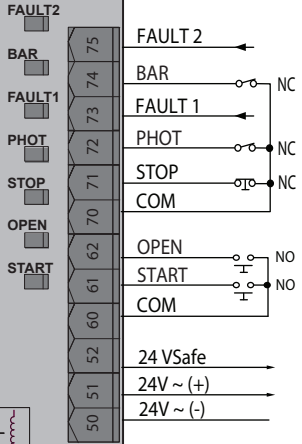 FAULT2
BAR
FAULT1
PHOT
STOP
OPEN
START
75
74
73
72
71
70
62
61
60
52
51
50
FAULT 2
BAR
NC
FAULT 1
PHOT
NC
STOP
NC
COM
OPEN
NO
START
NO
COM
24 VSafe
24V ~ (+)
24V ~ (-)